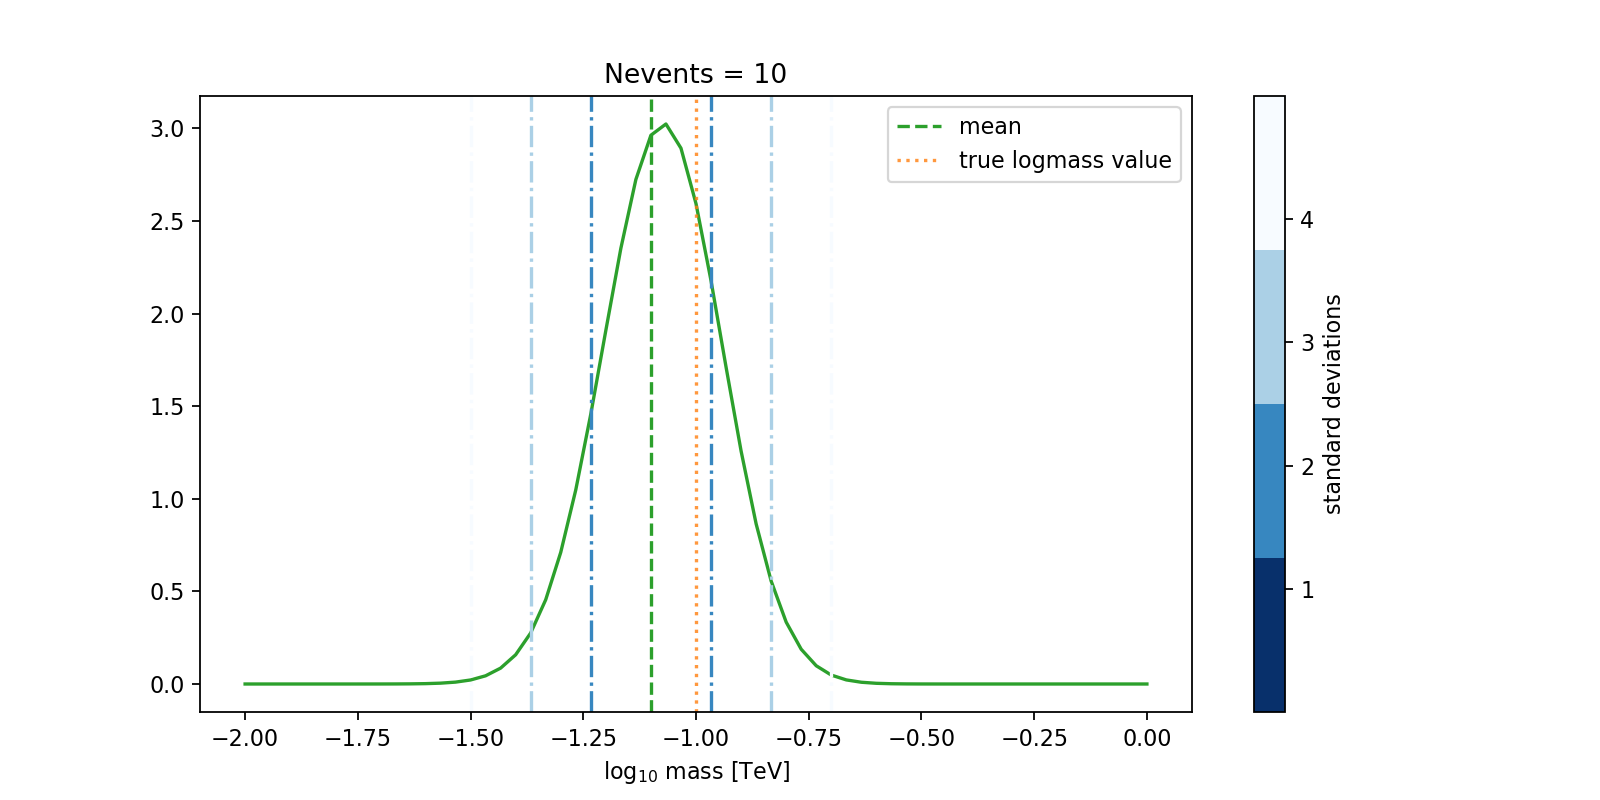 Nevents = 10
mean
true logmass value
3.0
2.5
2.0
1.5
1.0
0.5
0.0
−2.00 −1.75 −1.50 −1.25 −1.00 −0.75 −0.50 −0.25 0.00
log₁₀ mass [TeV]
4
3
2
1
standard deviations